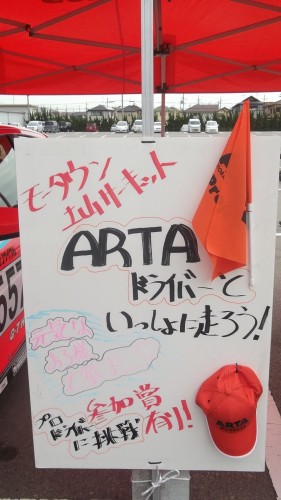 モータウン
土山サーキット
ARTA
ドライバーと
いっしょに走ろう!
プロ
ドライバー
に挑戦
参加賞
有り!!
ARTA
55